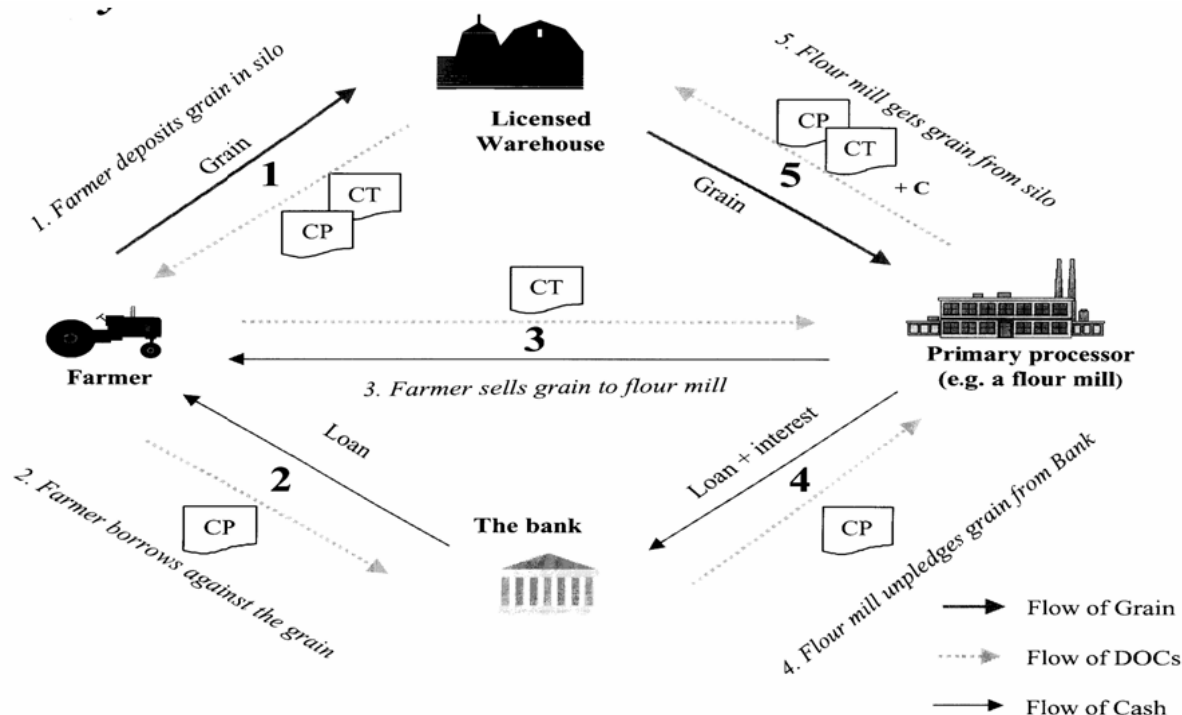 5. Flour mill gets grain from silo
1. Farmer deposits grain in silo
Licensed
Warehouse
Grain
1
CT
CP
CP
CT
5
+ C
Grain
CT
3
Farmer
3. Farmer sells grain to flour mill
Primary processor
(e.g. a flour mill)
Loan
2
CP
2. Farmer borrows against the grain
Loan + interest
4
CP
4. Flour mill unpledges grain from Bank
The bank
Flow of Grain
Flow of DOCs
Flow of Cash